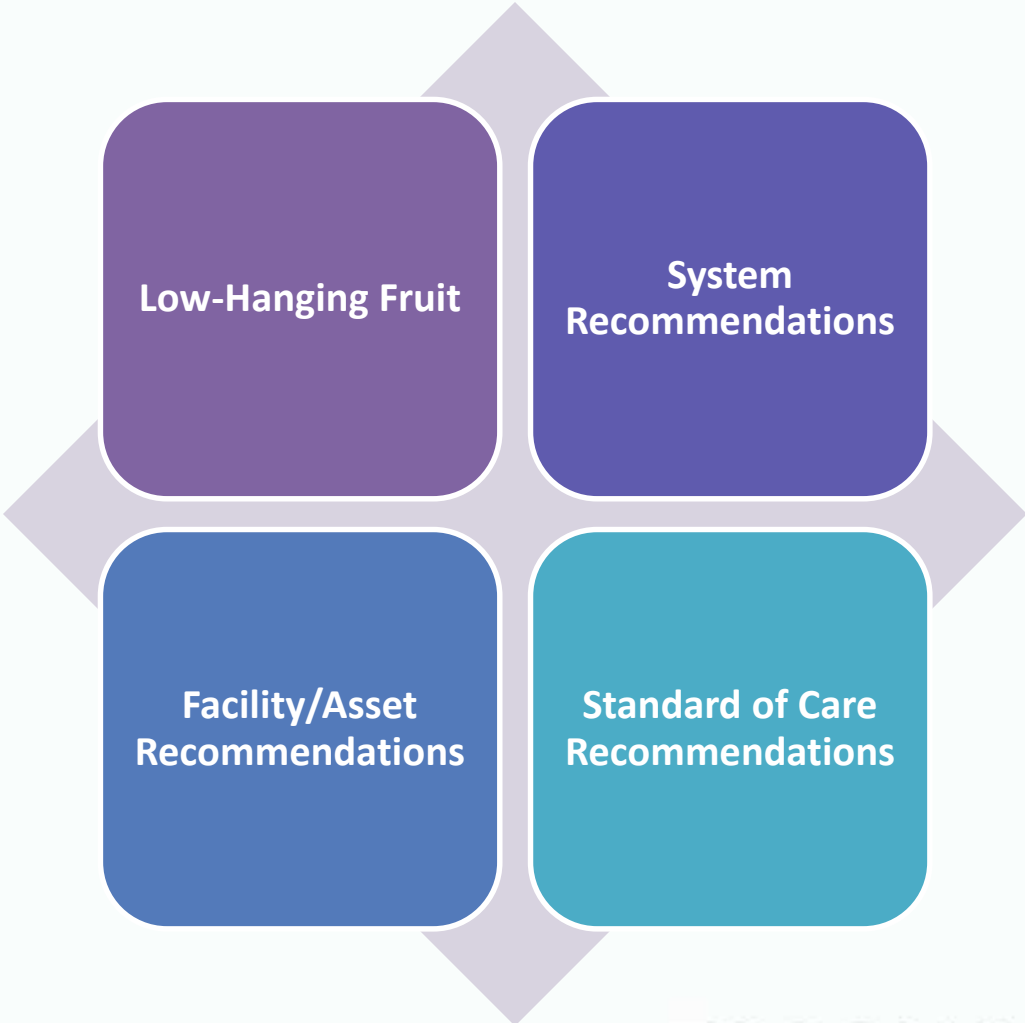 Low-Hanging Fruit
System
Recommendations
Facility/Asset
Recommendations
Standard of Care
Recommendations